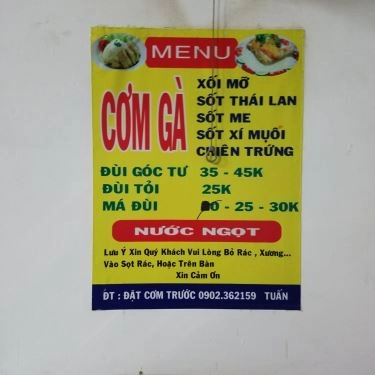 MENU
CƠM GÀ
XỐI MỠ
SỐT THÁI LAN
SỐT ME
SỐT XÍ MUỘI
CHIÊN TRỨNG
ĐÙI GÓC TƯ 35 - 45K
ĐÙI TỎI 25K
MÁ ĐÙI - 25 - 30K
NƯỚC NGỌT
Lưu Ý Xin Quý Khách Vui Lòng Bỏ Rác , Xương...
Vào Sọt Rác, Hoặc Trên Bàn
Xin Cảm Ơn
ĐT : ĐẶT CƠM TRƯỚC 0902.362159 TUẤN